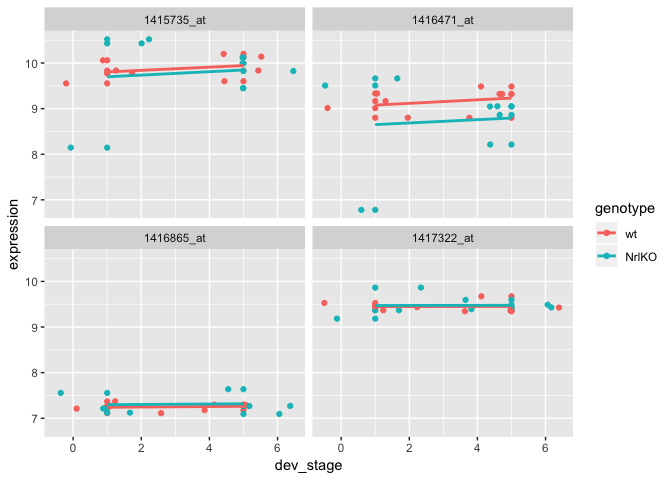 1415735_at
1416471_at
10
9
8
7
1416865_at
1417322_at
10
9
8
7
0
2
4
6
0
2
4
6
dev_stage
expression
genotype
wt
NrlKO